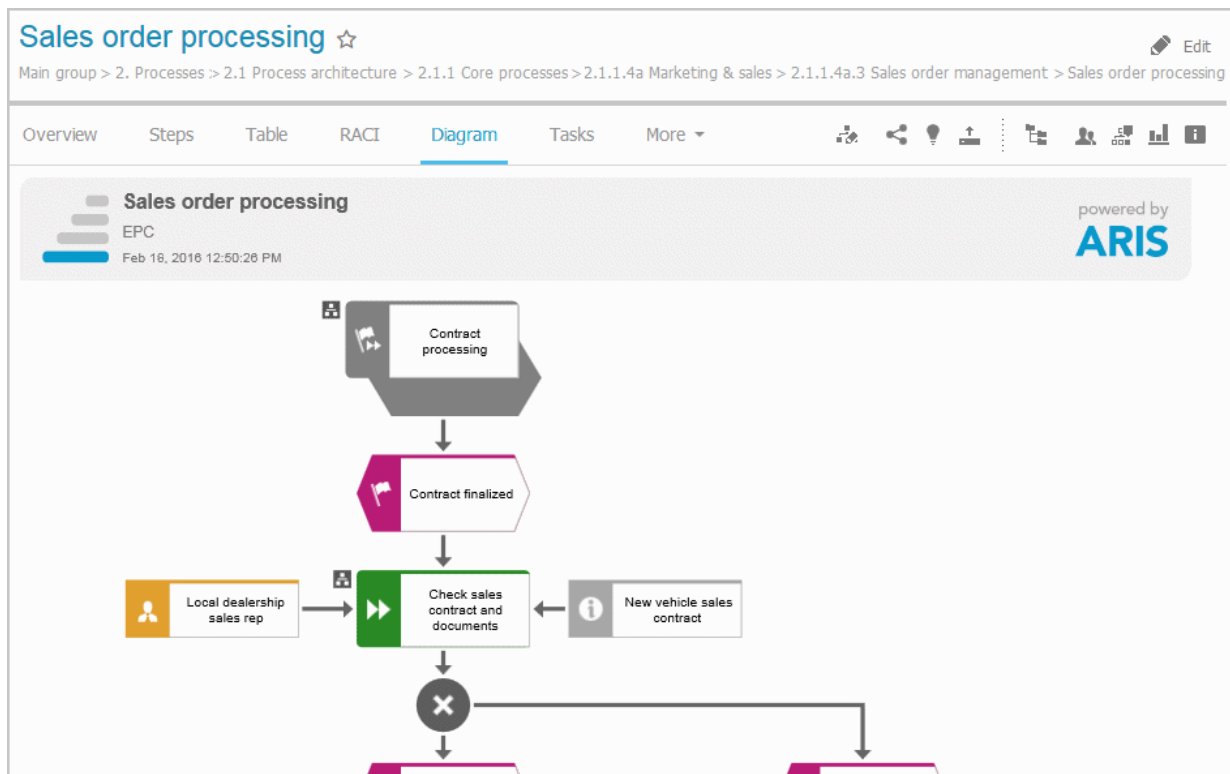 Sales order processing
Edit
Main group > 2. Processes > 2.1 Process architecture > 2.1.1 Core processes > 2.1.1.4a Marketing & sales > 2.1.1.4a.3 Sales order management > Sales order processing
Overview Steps Table RACI Diagram Tasks More
Sales order processing
EPC
Feb 16, 2016 12:50:26 PM
powered by
ARIS
Contract
processing
Contract finalized
Local dealership
sales rep
Check sales
contract and
documents
New vehicle sales
contract